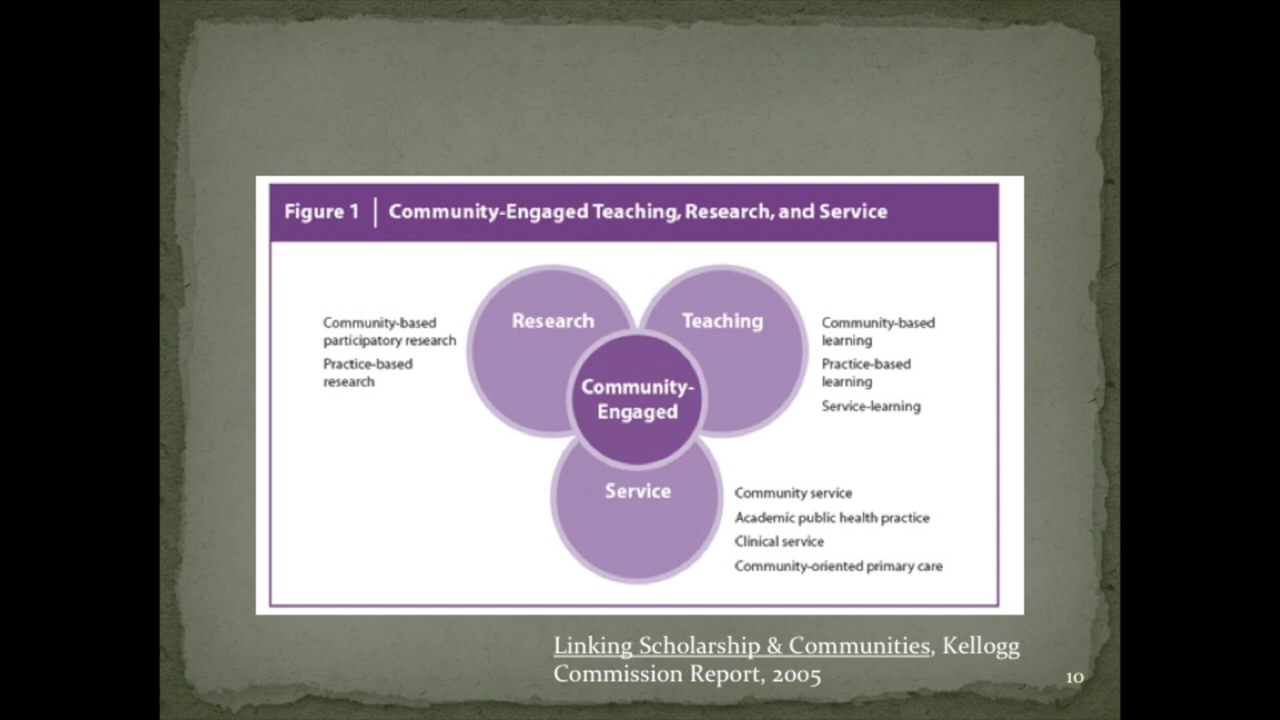 Figure 1 | Community-Engaged Teaching, Research, and Service
Research
Teaching
Community-
Engaged
Service
Community-based
participatory research
Practice-based
research
Community-based
learning
Practice-based
learning
Service-learning
Community service
Academic public health practice
Clinical service
Community-oriented primary care
Linking Scholarship & Communities, Kellogg
Commission Report, 2005
10